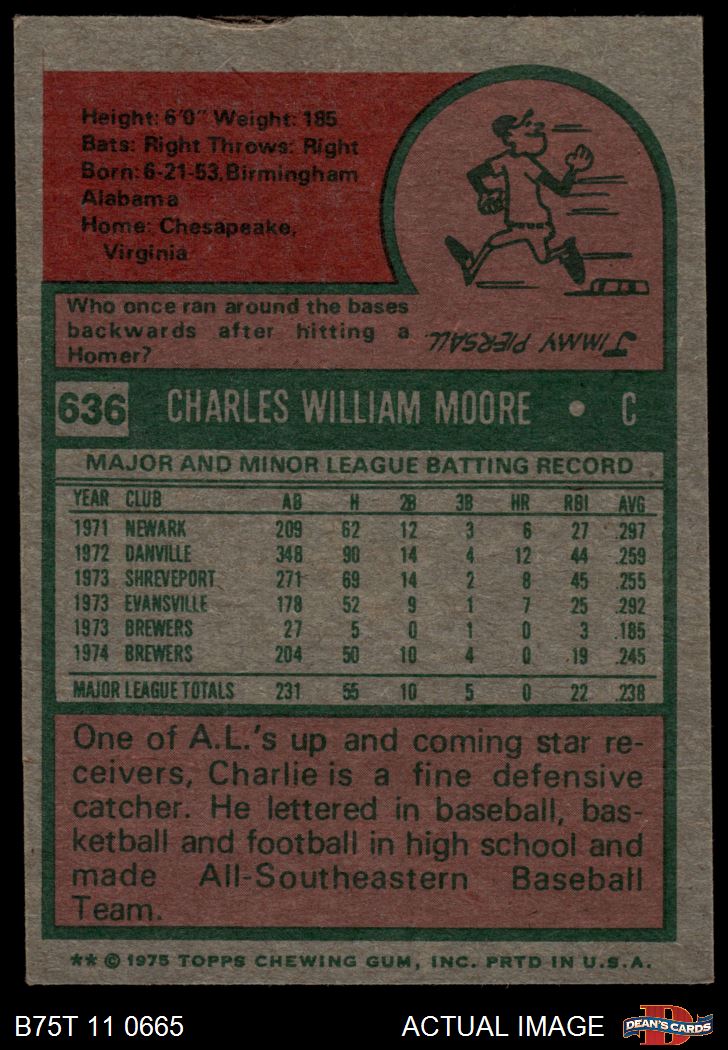 Height: 6'0" Weight: 185
Bats: Right Throws: Right
Born: 6-21-53, Birmingham
Alabama
Home: Chesapeake,
Virginia
Who once ran around the bases
backwards after hitting a
Homer?
JIMMY PIERSALL
636 CHARLES WILLIAM MOORE • C
MAJOR AND MINOR LEAGUE BATTING RECORD
YEAR CLUB AB H 2B 3B HR RBI AVG
1971 NEWARK 209 62 12 3 6 27 .297
1972 DANVILLE 348 90 14 4 12 44 .259
1973 SHREVEPORT 271 69 14 2 8 45 .255
1973 EVANSVILLE 178 52 9 1 7 25 .292
1973 BREWERS 27 5 0 1 0 3 .185
1974 BREWERS 204 50 10 4 0 19 .245
MAJOR LEAGUE TOTALS 231 55 10 5 0 22 .238
One of A.L.'s up and coming star re-
ceivers, Charlie is a fine defensive
catcher. He lettered in baseball, bas-
ketball and football in high school and
made All-Southeastern Baseball
Team.
** © 1975 TOPPS CHEWING GUM, INC. PRTD IN U.S.A.
B75T 11 0665 ACTUAL IMAGE
DEAN'S CARDS